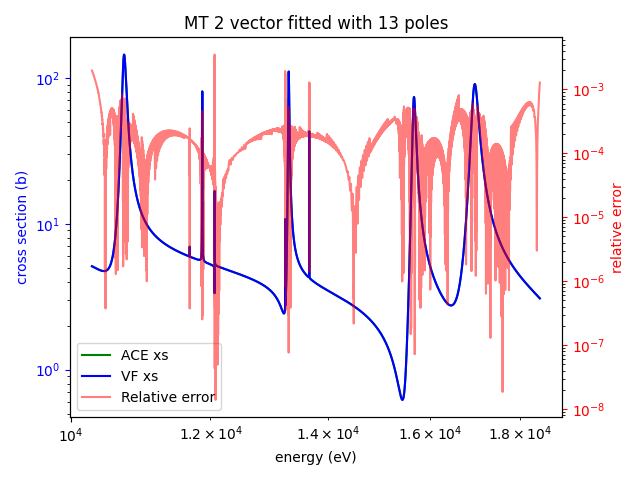 MT 2 vector fitted with 13 poles
cross section (b)
10²
10¹
10⁰
10⁻³
10⁻⁴
10⁻⁵
10⁻⁶
10⁻⁷
10⁻⁸
relative error
ACE xs
VF xs
Relative error
10⁴ 1.2 × 10⁴ 1.4 × 10⁴ 1.6 × 10⁴ 1.8 × 10⁴
energy (eV)